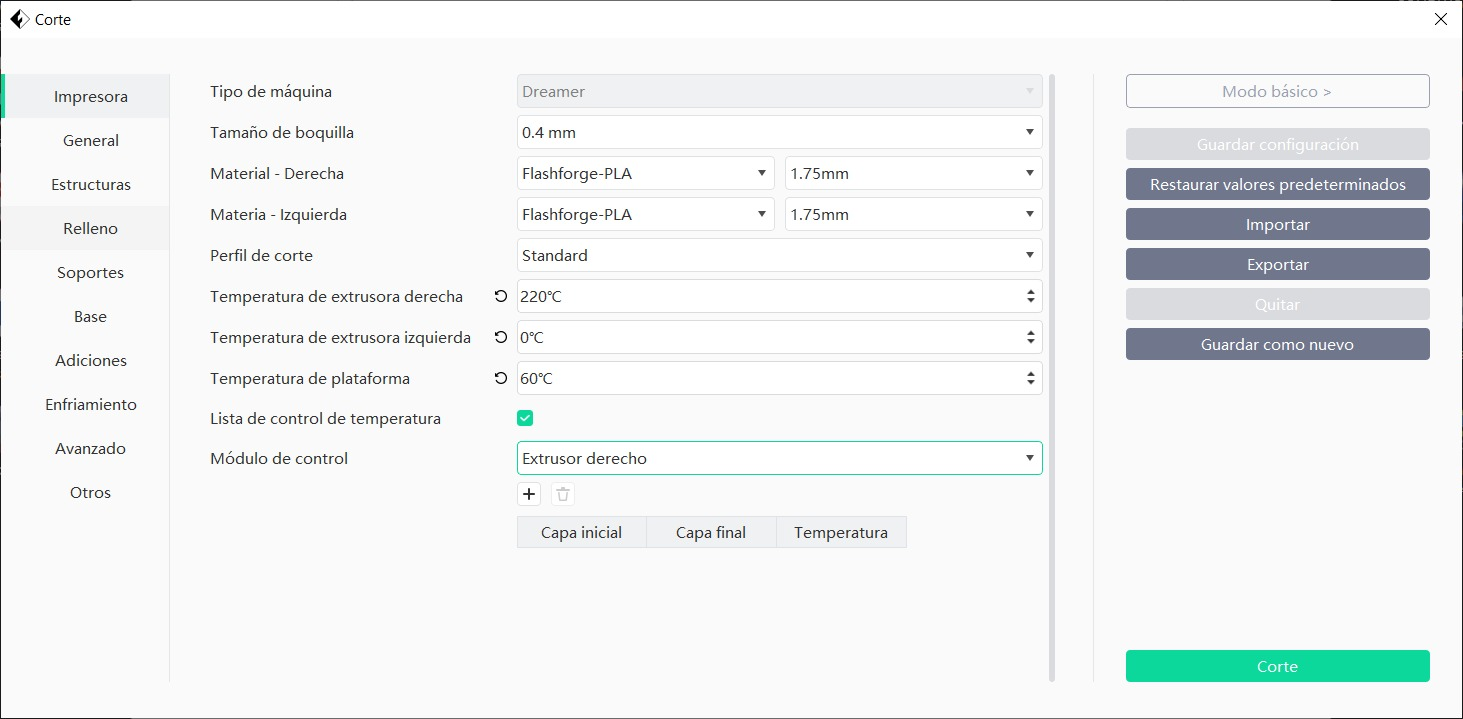 Corte
Impresora
General
Estructuras
Relleno
Soportes
Base
Adiciones
Enfriamiento
Avanzado
Otros
Tipo de máquina Dreamer
Tamaño de boquilla 0.4 mm
Material - Derecha Flashforge-PLA 1.75mm
Materia - Izquierda Flashforge-PLA 1.75mm
Perfil de corte Standard
Temperatura de extrusora derecha 220℃
Temperatura de extrusora izquierda 0℃
Temperatura de plataforma 60℃
Lista de control de temperatura
Módulo de control Extrusor derecho
Capa inicial Capa final Temperatura
Modo básico >
Guardar configuración
Restaurar valores predeterminados
Importar
Exportar
Quitar
Guardar como nuevo
Corte